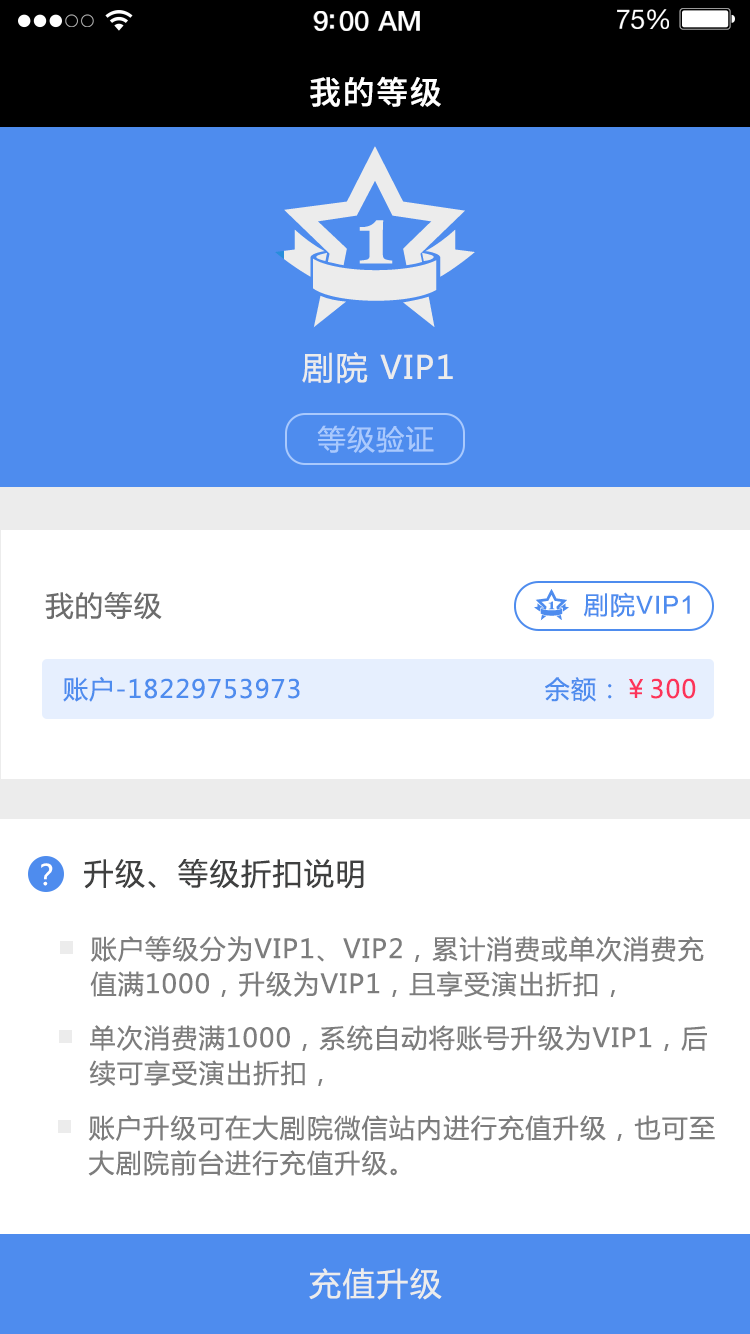 9:00 AM
75%
我的等级
1
剧院 VIP1
等级验证
我的等级
1
剧院VIP1
账户-18229753973
余额：￥300
?
升级、等级折扣说明
账户等级分为VIP1、VIP2，累计消费或单次消费充
值满1000，升级为VIP1，且享受演出折扣，
单次消费满1000，系统自动将账号升级为VIP1，后
续可享受演出折扣，
账户升级可在大剧院微信站内进行充值升级，也可至
大剧院前台进行充值升级。
充值升级